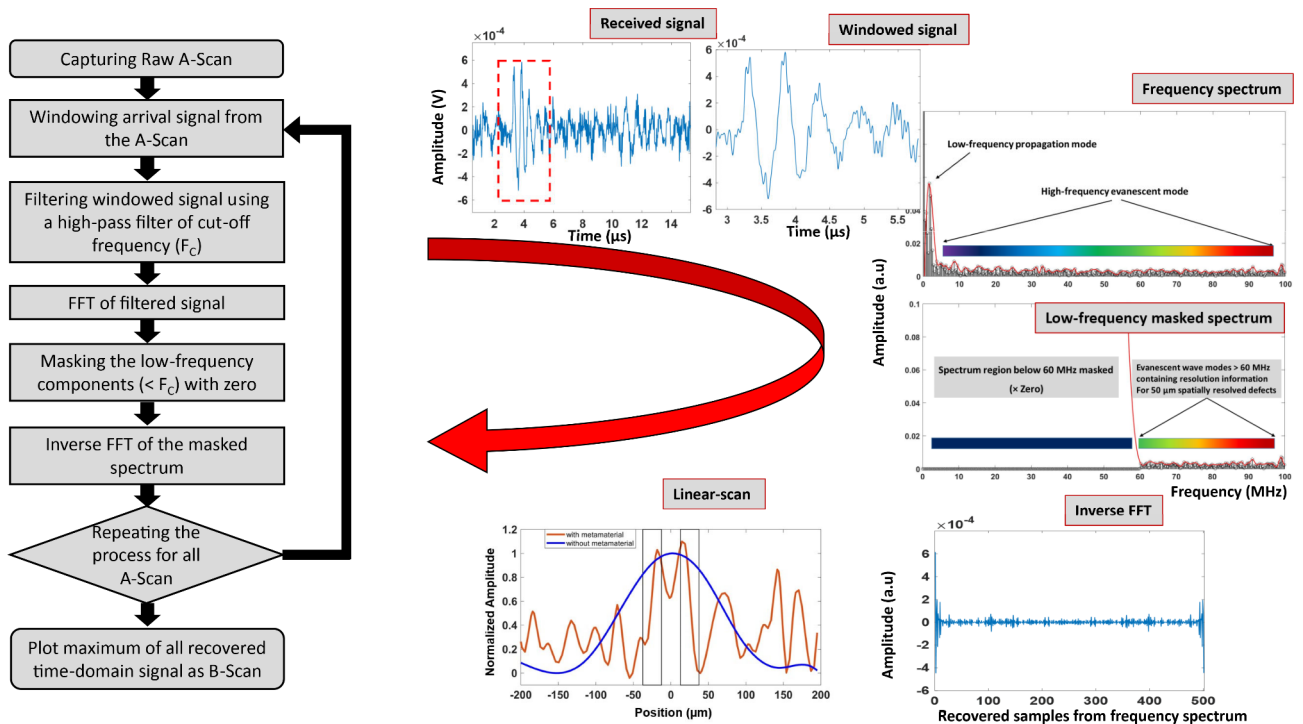 Capturing Raw A-Scan
Windowing arrival signal from
the A-Scan
Filtering windowed signal using
a high-pass filter of cut-off
frequency (FC)
FFT of filtered signal
Masking the low-frequency
components (< FC) with zero
Inverse FFT of the masked
spectrum
Repeating the
process for all
A-Scan
Plot maximum of all recovered
time-domain signal as B-Scan
Received signal
×10⁻⁴
Amplitude (V)
6
4
2
0
-2
-4
-6
2 4 6 8 10 12 14
Time (µs)
Windowed signal
×10⁻⁴
6
4
2
0
-2
-4
-6
3 3.5 4 4.5 5 5.5
Time (µs)
Frequency spectrum
Low-frequency propagation mode
High-frequency evanescent mode
0.04
0.02
0
0 10 20 30 40 50 60 70 80 90 100
Amplitude (a.u)
Low-frequency masked spectrum
0.1
0.08
0.06
0.04
0.02
0
Spectrum region below 60 MHz masked
(× Zero)
Evanescent wave modes > 60 MHz
containing resolution information
For 50 µm spatially resolved defects
0 10 20 30 40 50 60 70 80 90 100
Frequency (MHz)
Linear-scan
Normalized Amplitude
1.2
1.0
0.8
0.6
0.4
0.2
0
with metamaterial
without metamaterial
-200 -150 -100 -50 0 50 100 150 200
Position (µm)
Inverse FFT
×10⁻⁴
Amplitude (a.u)
6
4
2
0
-2
-4
-6
0 100 200 300 400 500
Recovered samples from frequency spectrum